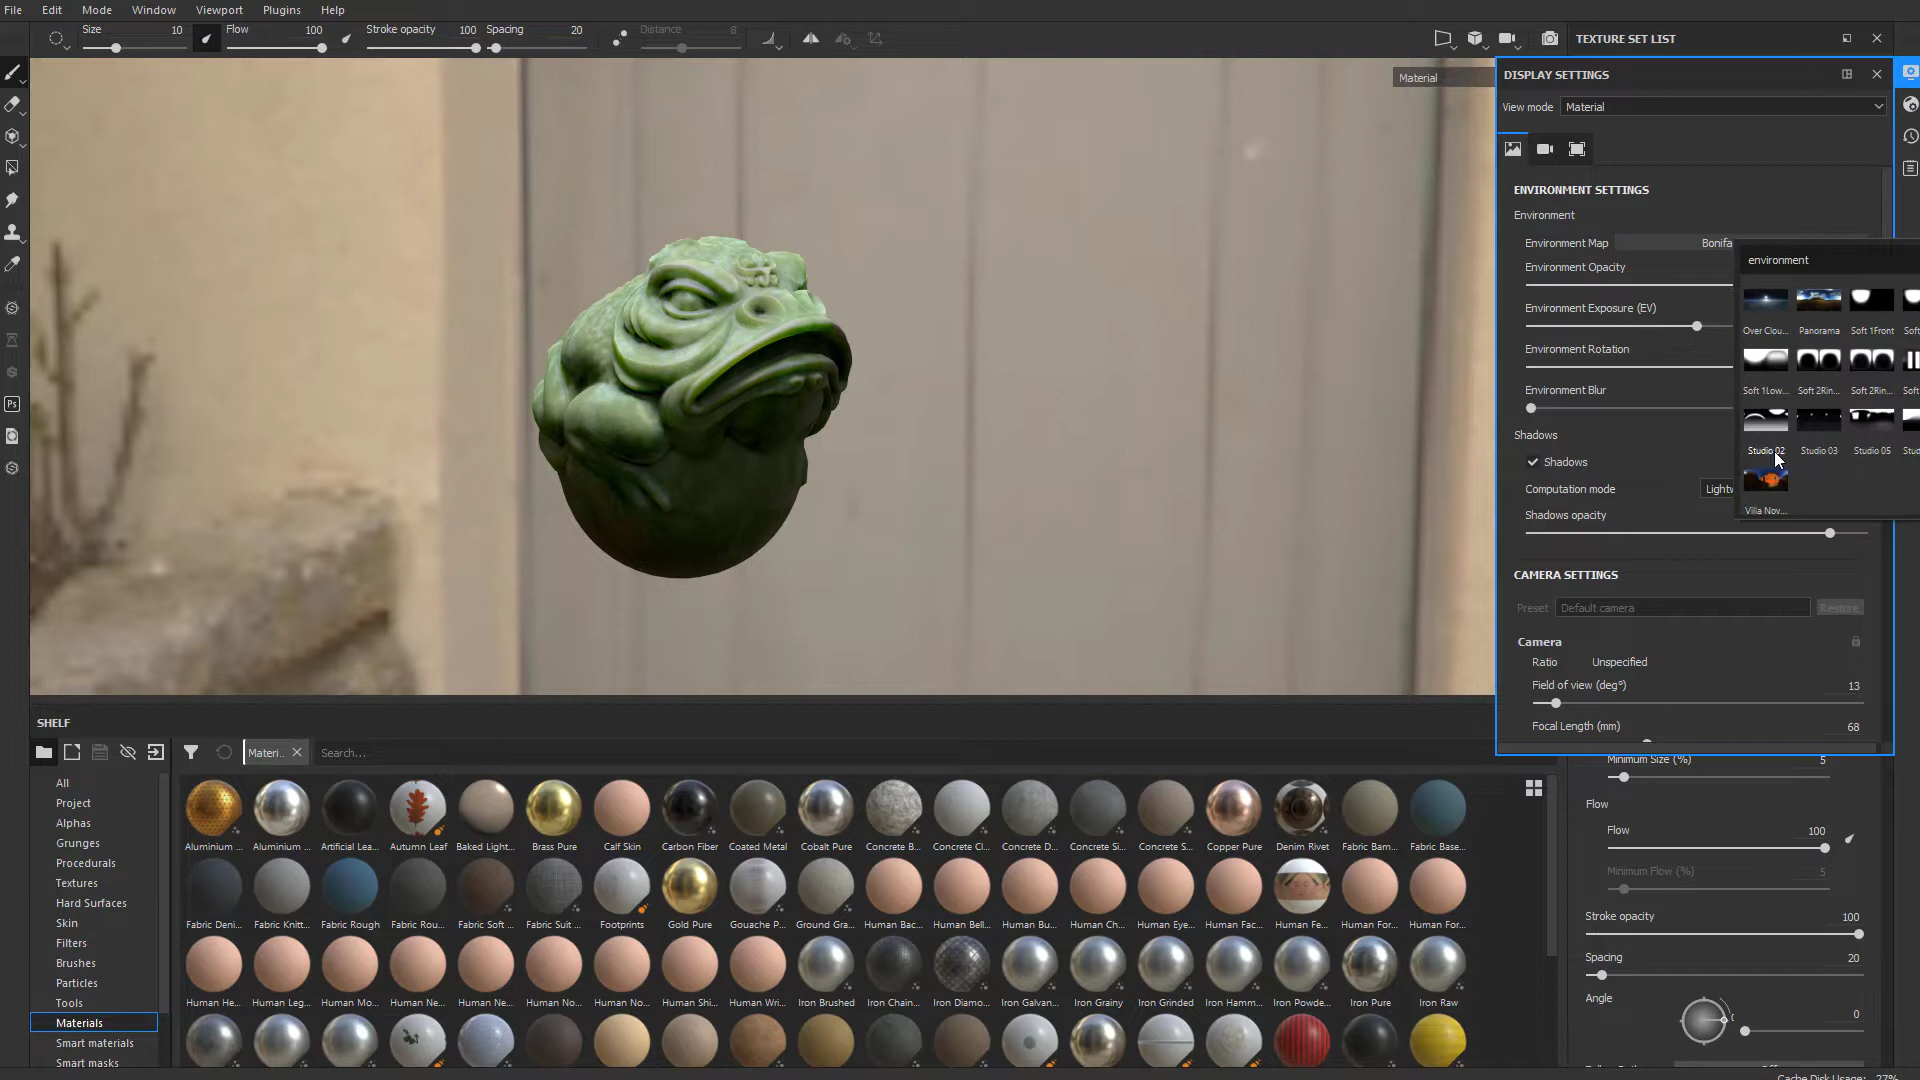 File Edit Mode Window Viewport Plugins Help
Size 10 Flow 100 Stroke opacity 100 Spacing 20 Distance 8
TEXTURE SET LIST
Material
DISPLAY SETTINGS
View mode Material
ENVIRONMENT SETTINGS
Environment
Environment Map Bonifa
Environment Opacity
Environment Exposure (EV)
Environment Rotation
Environment Blur
Shadows
Shadows
Computation mode Lightw
Shadows opacity
environment
Over Clou... Panorama Soft 1Front Soft
Soft 1Low... Soft 2Rin... Soft 2Rin... Soft
Studio 02 Studio 03 Studio 05 Stud
Villa Nov...
CAMERA SETTINGS
Preset Default camera Restore
Camera
Ratio Unspecified
Field of view (deg°) 13
Focal Length (mm) 68
Minimum Size (%) 5
Flow
Flow 100
Minimum Flow (%) 5
Stroke opacity 100
Spacing 20
Angle 0
Ps
SHELF
Materi.. Search...
All
Project
Alphas
Grunges
Procedurals
Textures
Hard Surfaces
Skin
Filters
Brushes
Particles
Tools
Materials
Smart materials
Smart masks
Aluminium ... Aluminium ... Artificial Lea... Autumn Leaf Baked Light... Brass Pure Calf Skin Carbon Fiber Coated Metal Cobalt Pure Concrete B... Concrete Cl... Concrete D... Concrete Si... Concrete S... Copper Pure Denim Rivet Fabric Bam... Fabric Base...
Fabric Deni... Fabric Knitt... Fabric Rough Fabric Rou... Fabric Soft ... Fabric Suit ... Footprints Gold Pure Gouache P... Ground Gra... Human Bac... Human Bell... Human Bu... Human Ch... Human Eye... Human Fac... Human Fe... Human For... Human For...
Human He... Human Leg... Human Mo... Human Ne... Human Ne... Human No... Human No... Human Shi... Human Wri... Iron Brushed Iron Chain... Iron Diamo... Iron Galvan... Iron Grainy Iron Grinded Iron Hamm... Iron Powde... Iron Pure Iron Raw
Cache Disk Usage: 27%